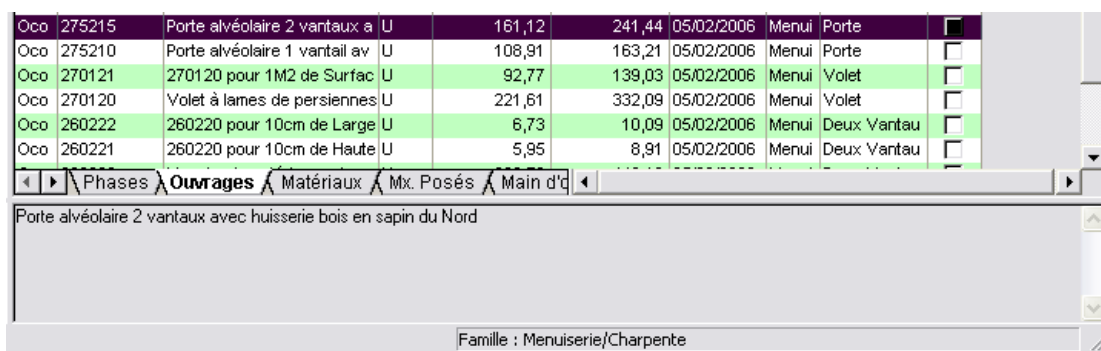 Oco 275215 Porte alvéolaire 2 vantaux a U 161,12 241,44 05/02/2006 Menui Porte
Oco 275210 Porte alvéolaire 1 vantail av U 108,91 163,21 05/02/2006 Menui Porte
Oco 270121 270120 pour 1M2 de Surfac U 92,77 139,03 05/02/2006 Menui Volet
Oco 270120 Volet à lames de persiennes U 221,61 332,09 05/02/2006 Menui Volet
Oco 260222 260220 pour 10cm de Large U 6,73 10,09 05/02/2006 Menui Deux Vantau
Oco 260221 260220 pour 10cm de Haute U 5,95 8,91 05/02/2006 Menui Deux Vantau
Phases Ouvrages Matériaux Mx. Posés Main d'
Porte alvéolaire 2 vantaux avec huisserie bois en sapin du Nord
Famille : Menuiserie/Charpente